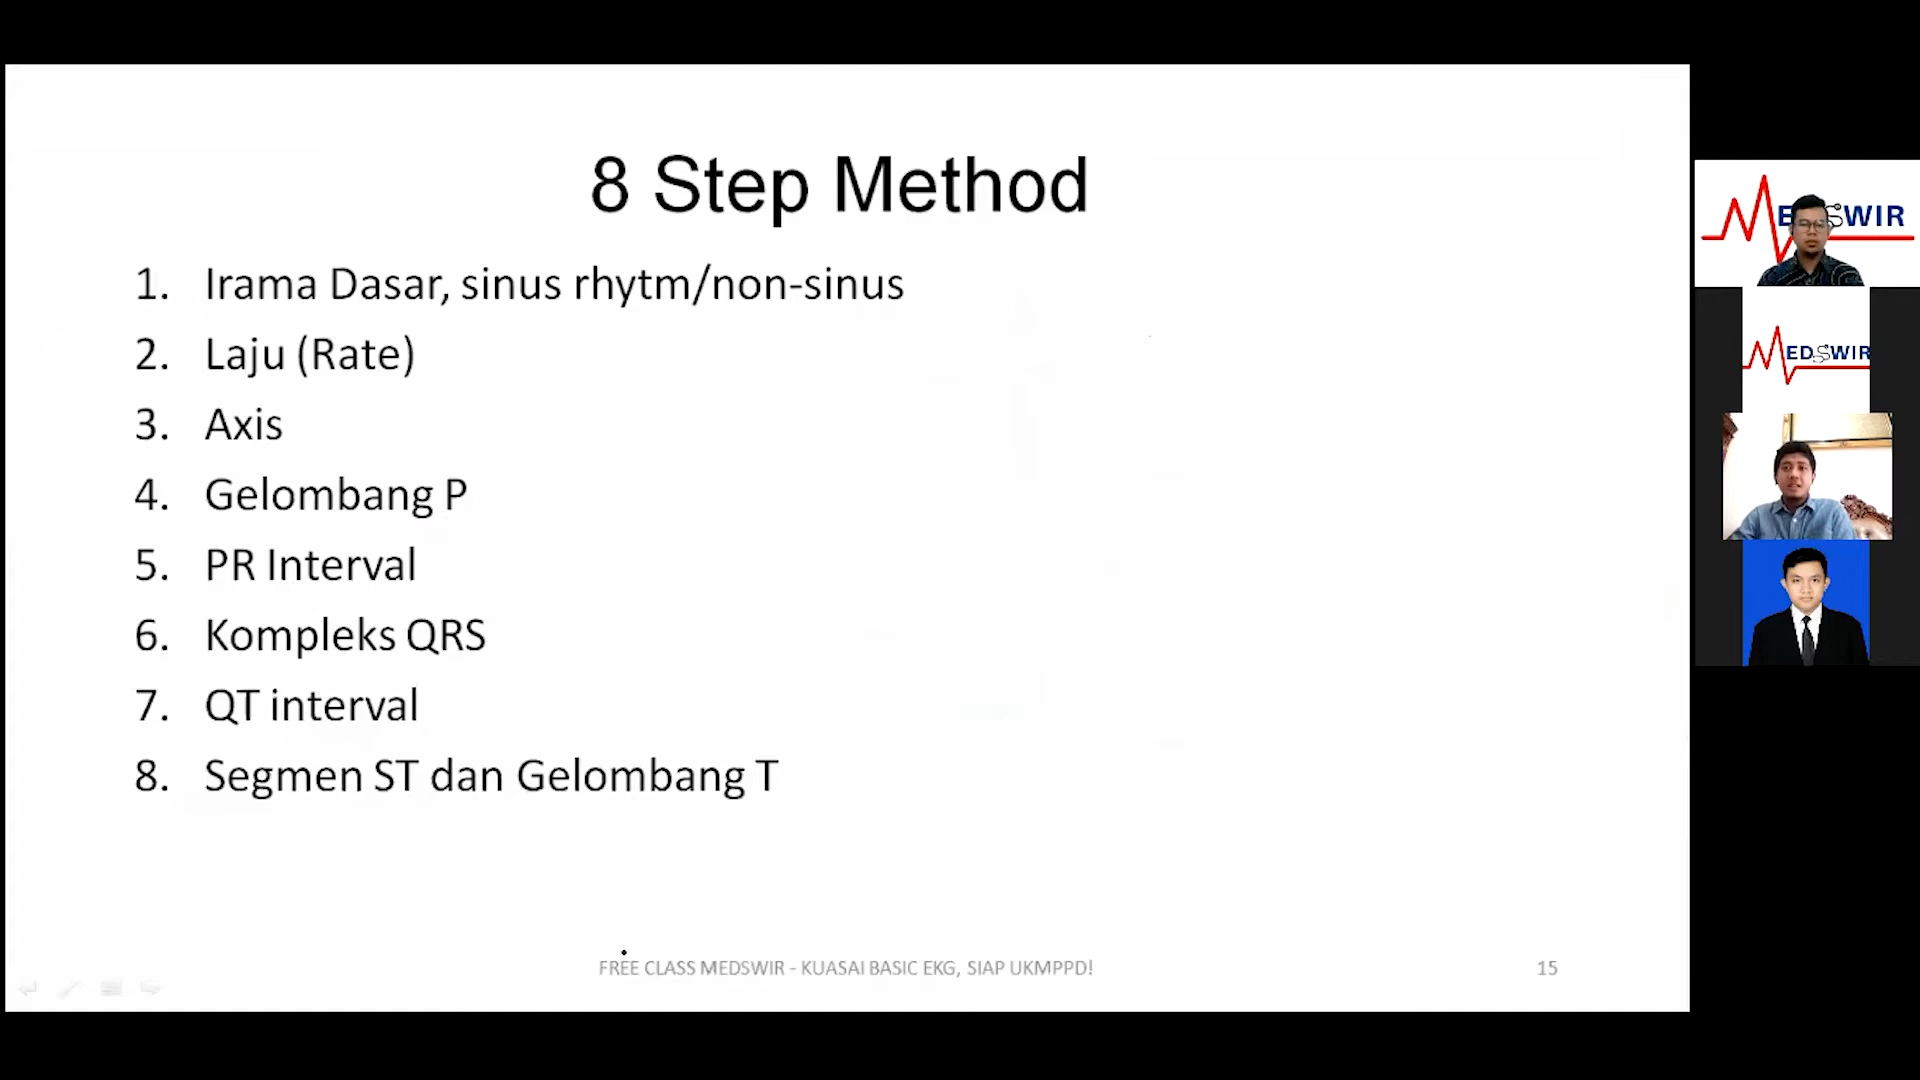 8 Step Method
1. Irama Dasar, sinus rhytm/non-sinus
2. Laju (Rate)
3. Axis
4. Gelombang P
5. PR Interval
6. Kompleks QRS
7. QT interval
8. Segmen ST dan Gelombang T
FREE CLASS MEDSWIR - KUASAI BASIC EKG, SIAP UKMPPD!
15
MEDSWIR
MEDSWIR